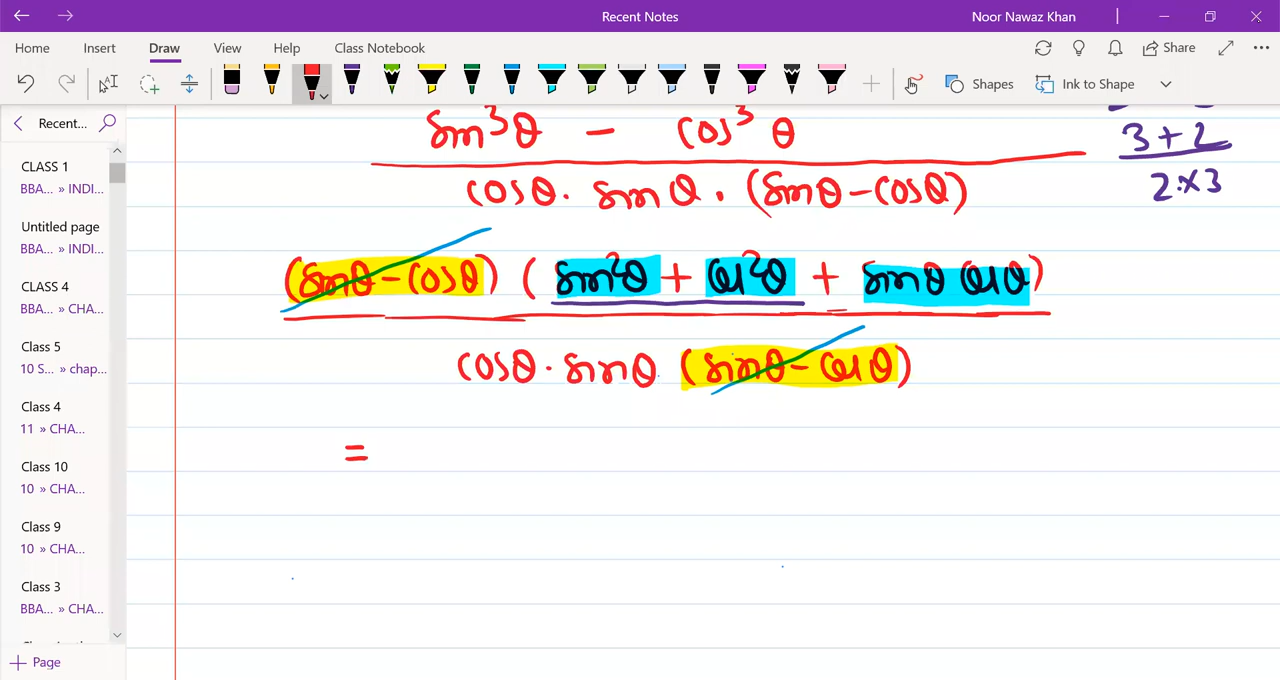 Recent Notes
Noor Nawaz Khan
Home Insert Draw View Help Class Notebook
Share
Shapes
Ink to Shape
Recent...
CLASS 1
BBA... » INDI...
Untitled page
BBA... » INDI...
CLASS 4
BBA... » CHA...
Class 5
10 S... » chap...
Class 4
11 » CHA...
Class 10
10 » CHA...
Class 9
10 » CHA...
Class 3
BBA... » CHA...
+ Page
sin³θ − cos³θ
cosθ · sinθ · (sinθ − cosθ)
3 + 2
2 × 3
(sinθ − cosθ) (sin²θ + cos²θ + sinθ cosθ)
cosθ · sinθ (sinθ − cosθ)
=